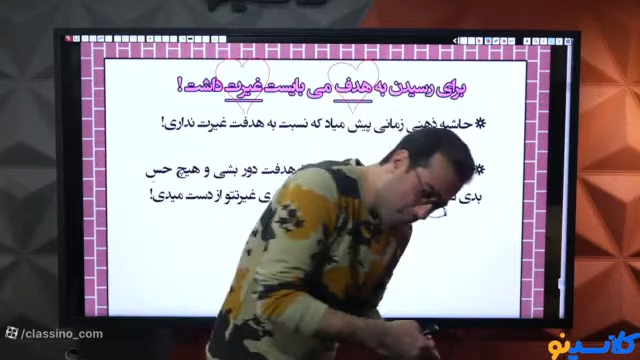 برای رسیدن به هدف می بایست غیرت داشت!
* حاشیه ذهنی زمانی پیش میاد که نسبت به هدفت غیرت نداری!
* هدفت دور بشی و هیچ حس
بدی ی غیرتتو از دست میدی!
/classino_com
کلاسینو